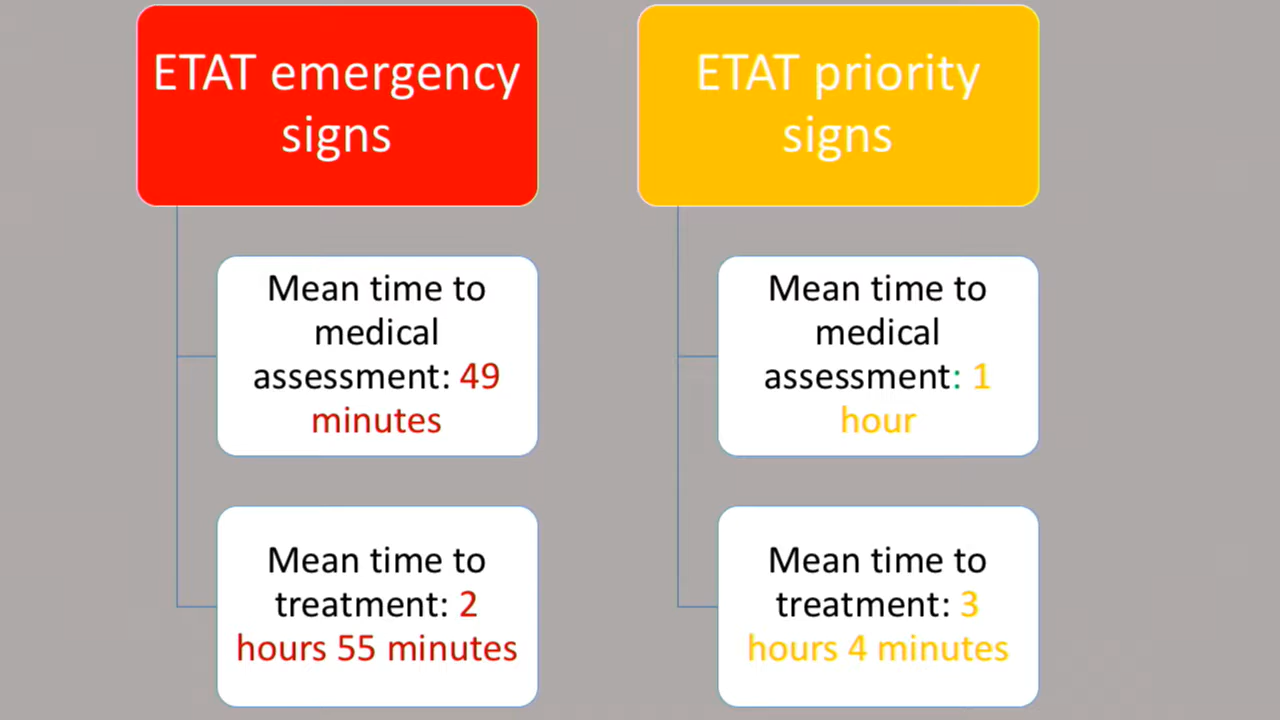 ETAT emergency
signs
Mean time to
medical
assessment: 49
minutes
Mean time to
treatment: 2
hours 55 minutes
ETAT priority
signs
Mean time to
medical
assessment: 1
hour
Mean time to
treatment: 3
hours 4 minutes